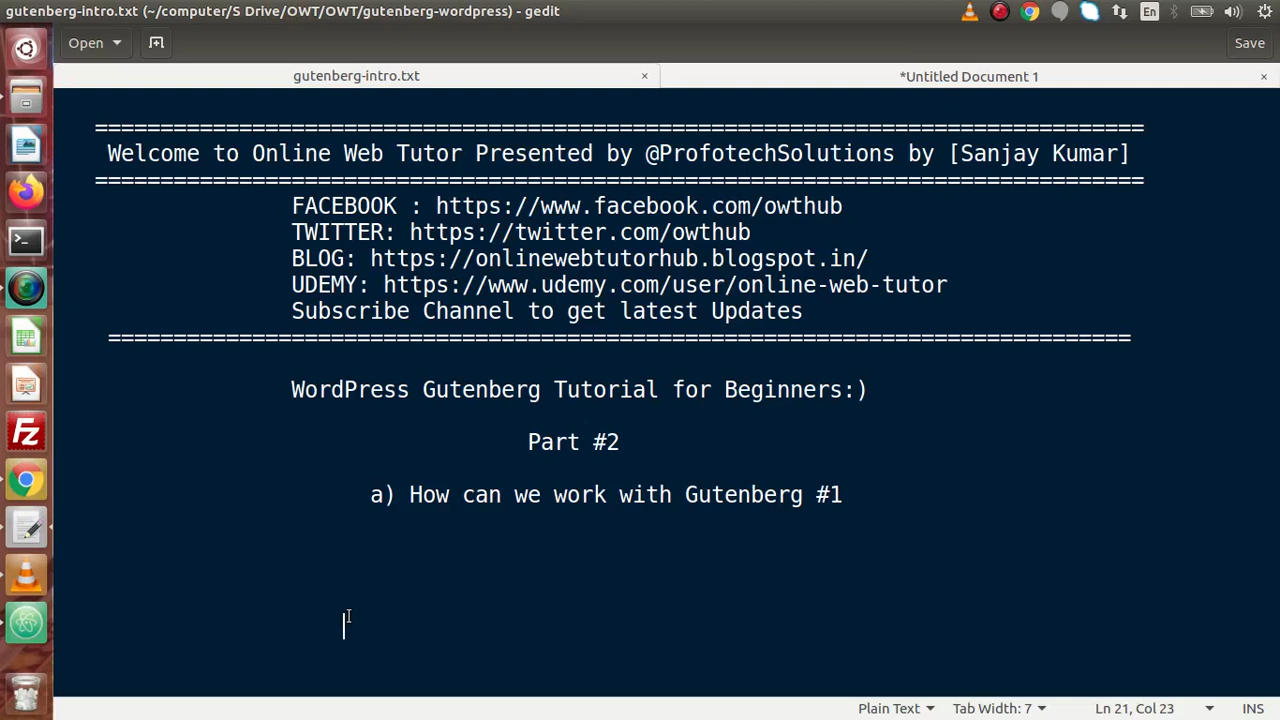 gutenberg-intro.txt (~/computer/S Drive/OWT/OWT/gutenberg-wordpress) - gedit
En
Open
Save
gutenberg-intro.txt ×
*Untitled Document 1 ×
================================================================================
Welcome to Online Web Tutor Presented by @ProfotechSolutions by [Sanjay Kumar]
================================================================================
FACEBOOK : https://www.facebook.com/owthub
TWITTER: https://twitter.com/owthub
BLOG: https://onlinewebtutorhub.blogspot.in/
UDEMY: https://www.udemy.com/user/online-web-tutor
Subscribe Channel to get latest Updates
==============================================================================
WordPress Gutenberg Tutorial for Beginners:)
Part #2
a) How can we work with Gutenberg #1
Fz
Plain Text
Tab Width: 7
Ln 21, Col 23
INS